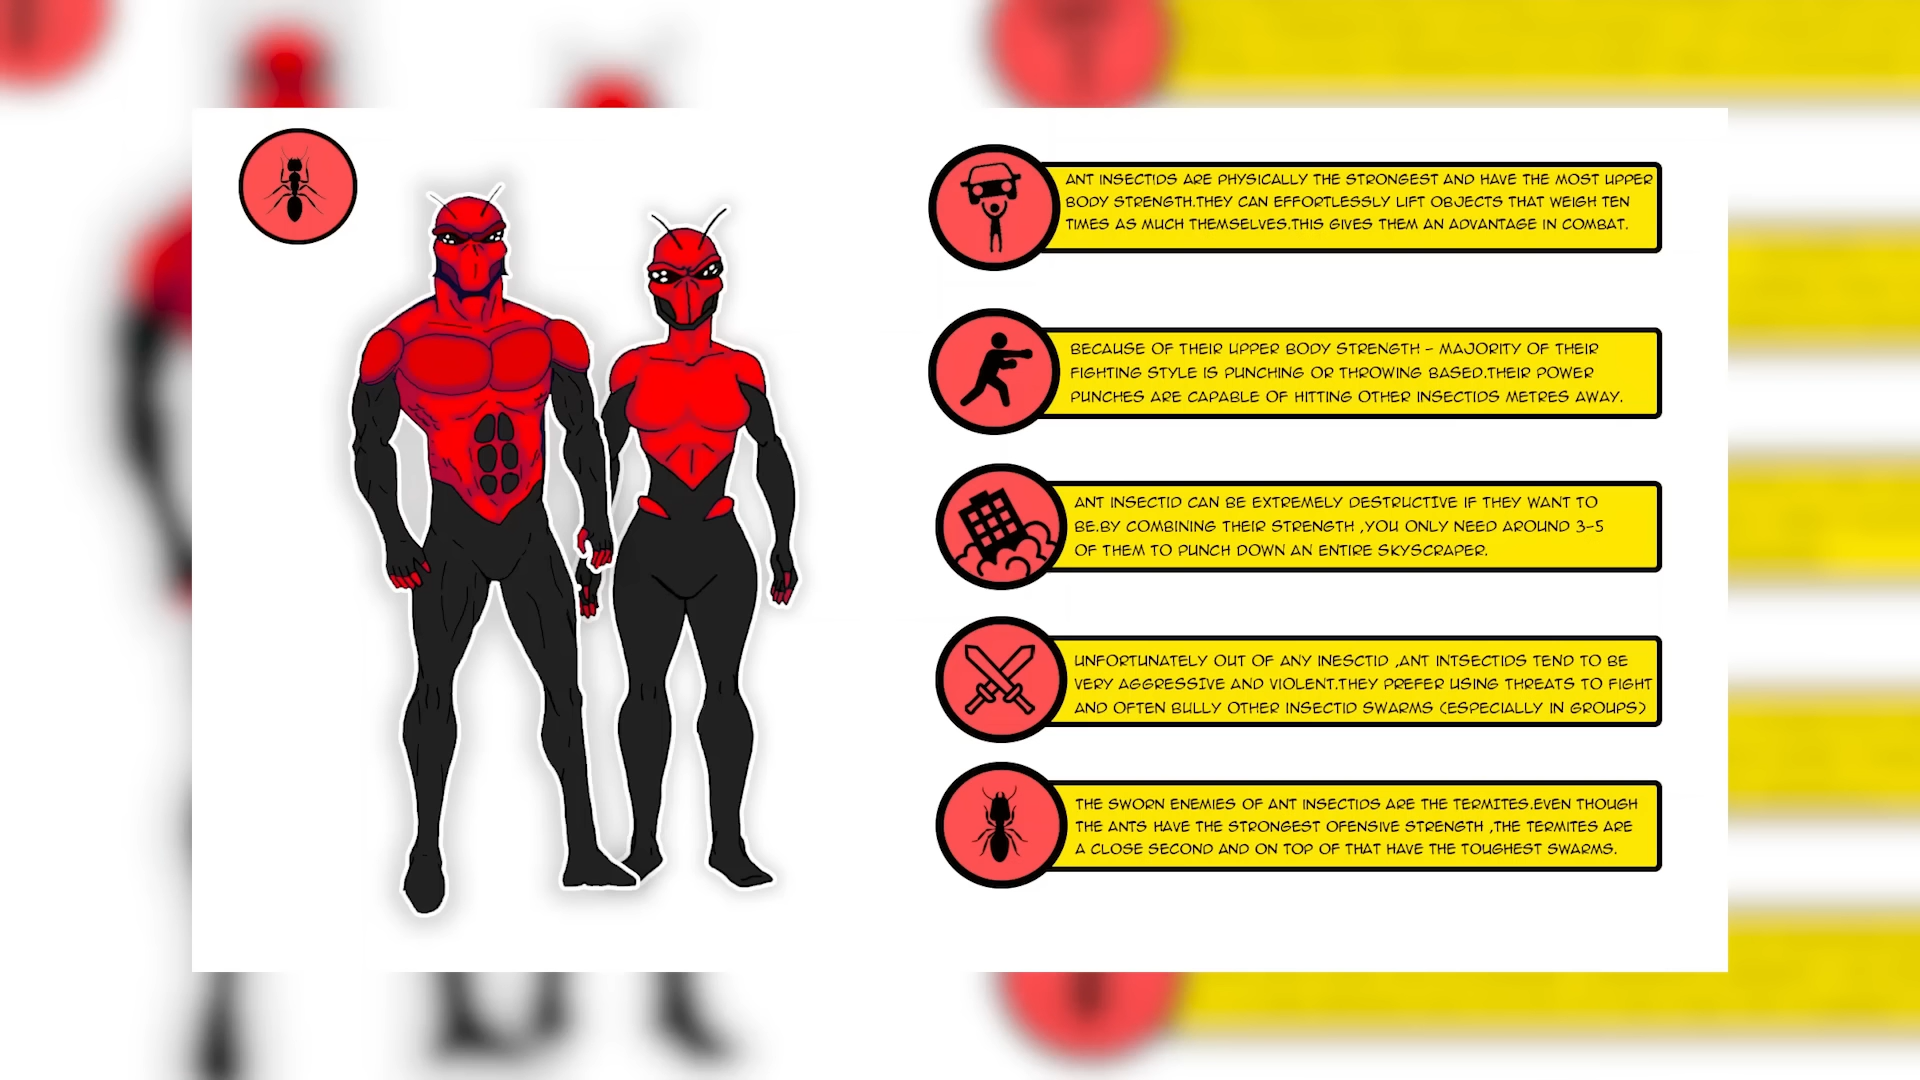 ANT INSECTIDS ARE PHYSICALLY THE STRONGEST AND HAVE THE MOST UPPER
BODY STRENGTH.THEY CAN EFFORTLESSLY LIFT OBJECTS THAT WEIGH TEN
TIMES AS MUCH THEMSELVES.THIS GIVES THEM AN ADVANTAGE IN COMBAT.
BECAUSE OF THEIR UPPER BODY STRENGTH - MAJORITY OF THEIR
FIGHTING STYLE IS PUNCHING OR THROWING BASED.THEIR POWER
PUNCHES ARE CAPABLE OF HITTING OTHER INSECTIDS METRES AWAY.
ANT INSECTID CAN BE EXTREMELY DESTRUCTIVE IF THEY WANT TO
BE.BY COMBINING THEIR STRENGTH ,YOU ONLY NEED AROUND 3-5
OF THEM TO PUNCH DOWN AN ENTIRE SKYSCRAPER.
UNFORTUNATELY OUT OF ANY INESCTID ,ANT INTSECTIDS TEND TO BE
VERY AGGRESSIVE AND VIOLENT.THEY PREFER USING THREATS TO FIGHT
AND OFTEN BULLY OTHER INSECTID SWARMS (ESPECIALLY IN GROUPS)
THE SWORN ENEMIES OF ANT INSECTIDS ARE THE TERMITES.EVEN THOUGH
THE ANTS HAVE THE STRONGEST OFENSIVE STRENGTH ,THE TERMITES ARE
A CLOSE SECOND AND ON TOP OF THAT HAVE THE TOUGHEST SWARMS.